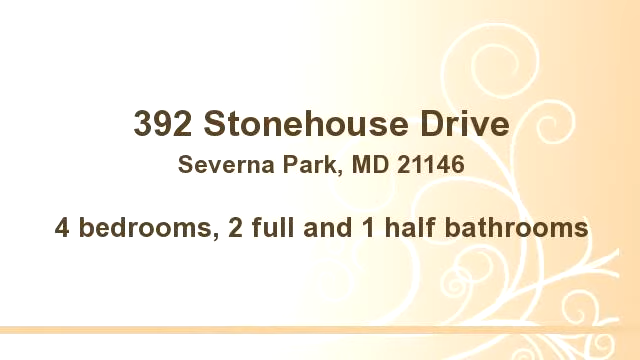 392 Stonehouse Drive
Severna Park, MD 21146
4 bedrooms, 2 full and 1 half bathrooms